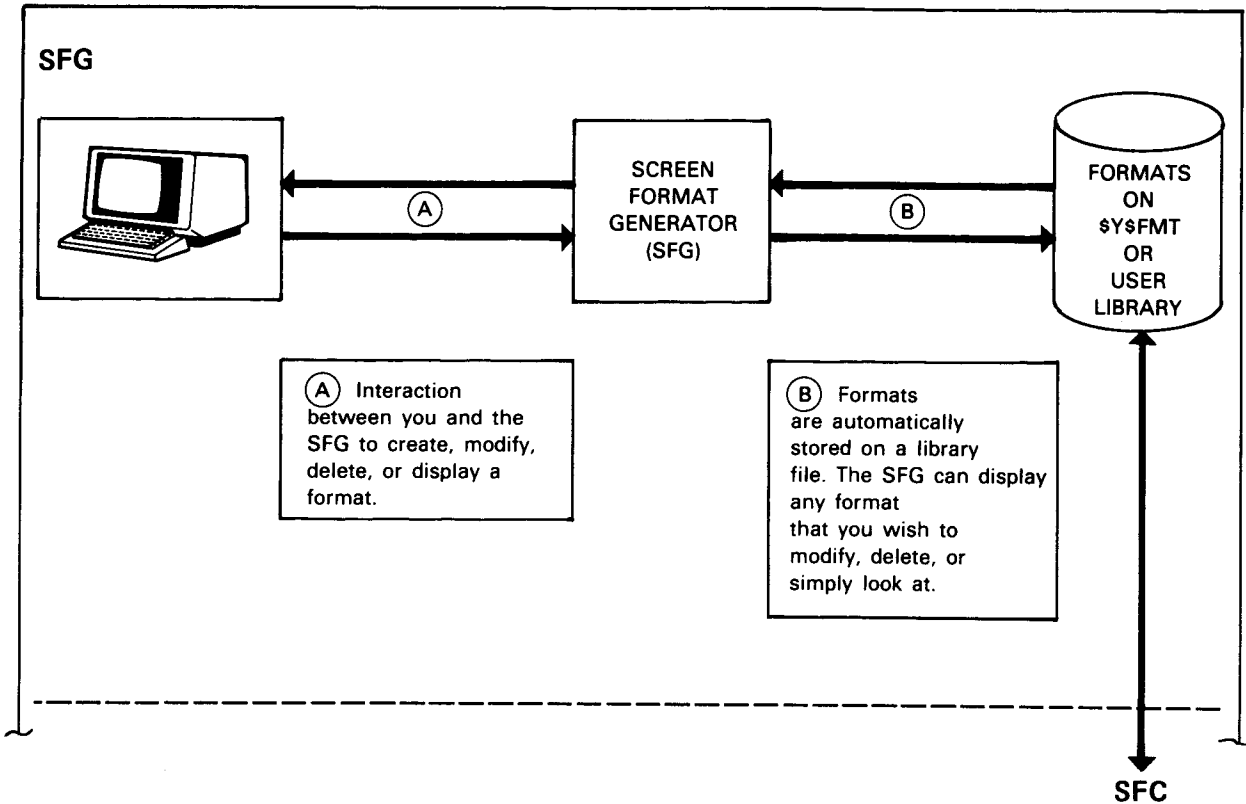 SFG
SCREEN
FORMAT
GENERATOR
(SFG)
FORMATS
ON
$Y$FMT
OR
USER
LIBRARY
A
B
A Interaction
between you and the
SFG to create, modify,
delete, or display a
format.
B Formats
are automatically
stored on a library
file. The SFG can display
any format
that you wish to
modify, delete, or
simply look at.
SFC